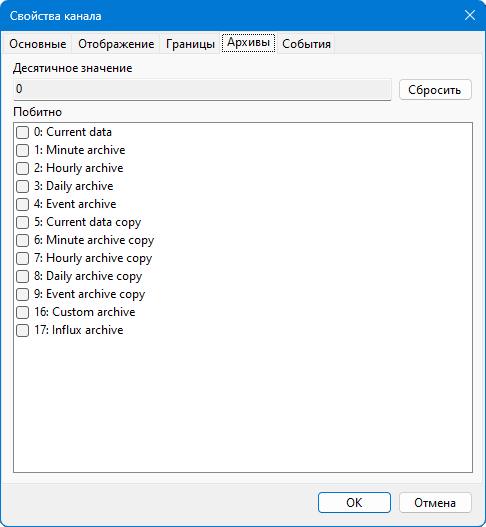 Свойства канала
Основные Отображение Границы Архивы События
Десятичное значение
0 Сбросить
Побитно
0: Current data
1: Minute archive
2: Hourly archive
3: Daily archive
4: Event archive
5: Current data copy
6: Minute archive copy
7: Hourly archive copy
8: Daily archive copy
9: Event archive copy
16: Custom archive
17: Influx archive
ОК Отмена